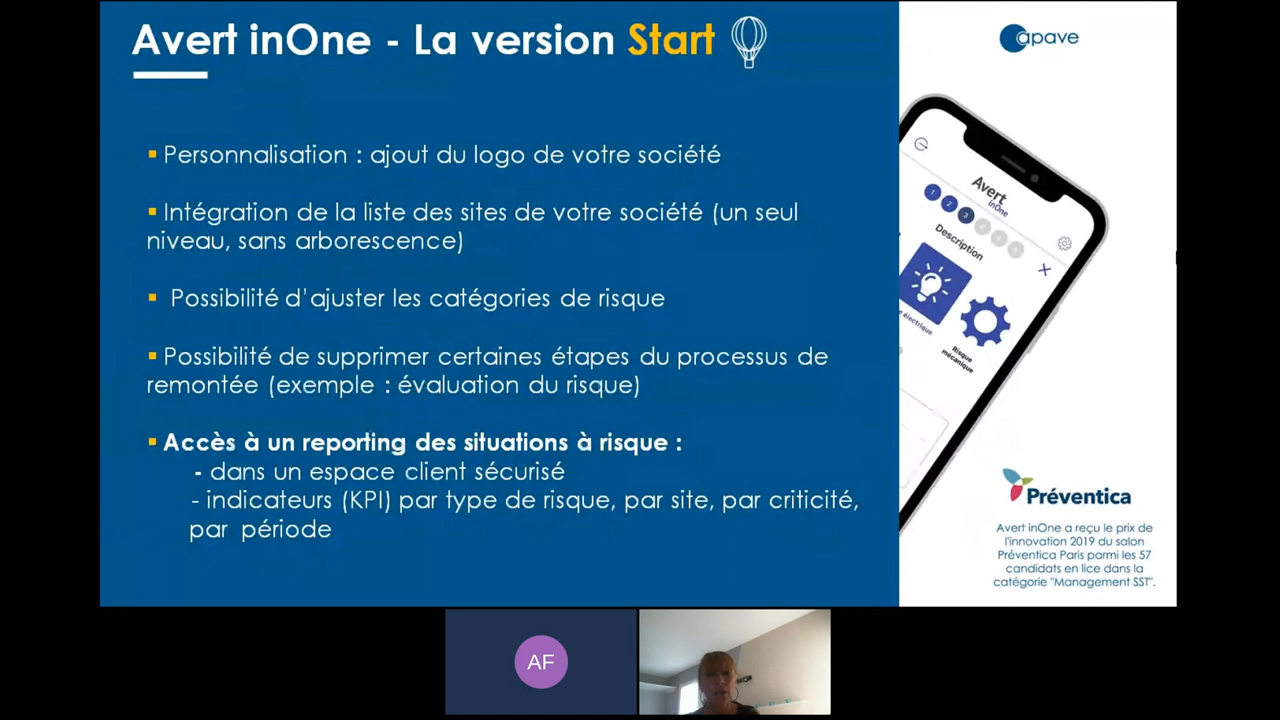 Avert inOne - La version Start
▪ Personnalisation : ajout du logo de votre société
▪ Intégration de la liste des sites de votre société (un seul
niveau, sans arborescence)
▪ Possibilité d'ajuster les catégories de risque
▪ Possibilité de supprimer certaines étapes du processus de
remontée (exemple : évaluation du risque)
▪ Accès à un reporting des situations à risque :
- dans un espace client sécurisé
- indicateurs (KPI) par type de risque, par site, par criticité,
par période
apave
Avert
inOne
1 2 3
Description
électrique
Risque
mécanique
Préventica
Avert inOne a reçu le prix de
l'innovation 2019 du salon
Préventica Paris parmi les 57
candidats en lice dans la
catégorie "Management SST".
AF